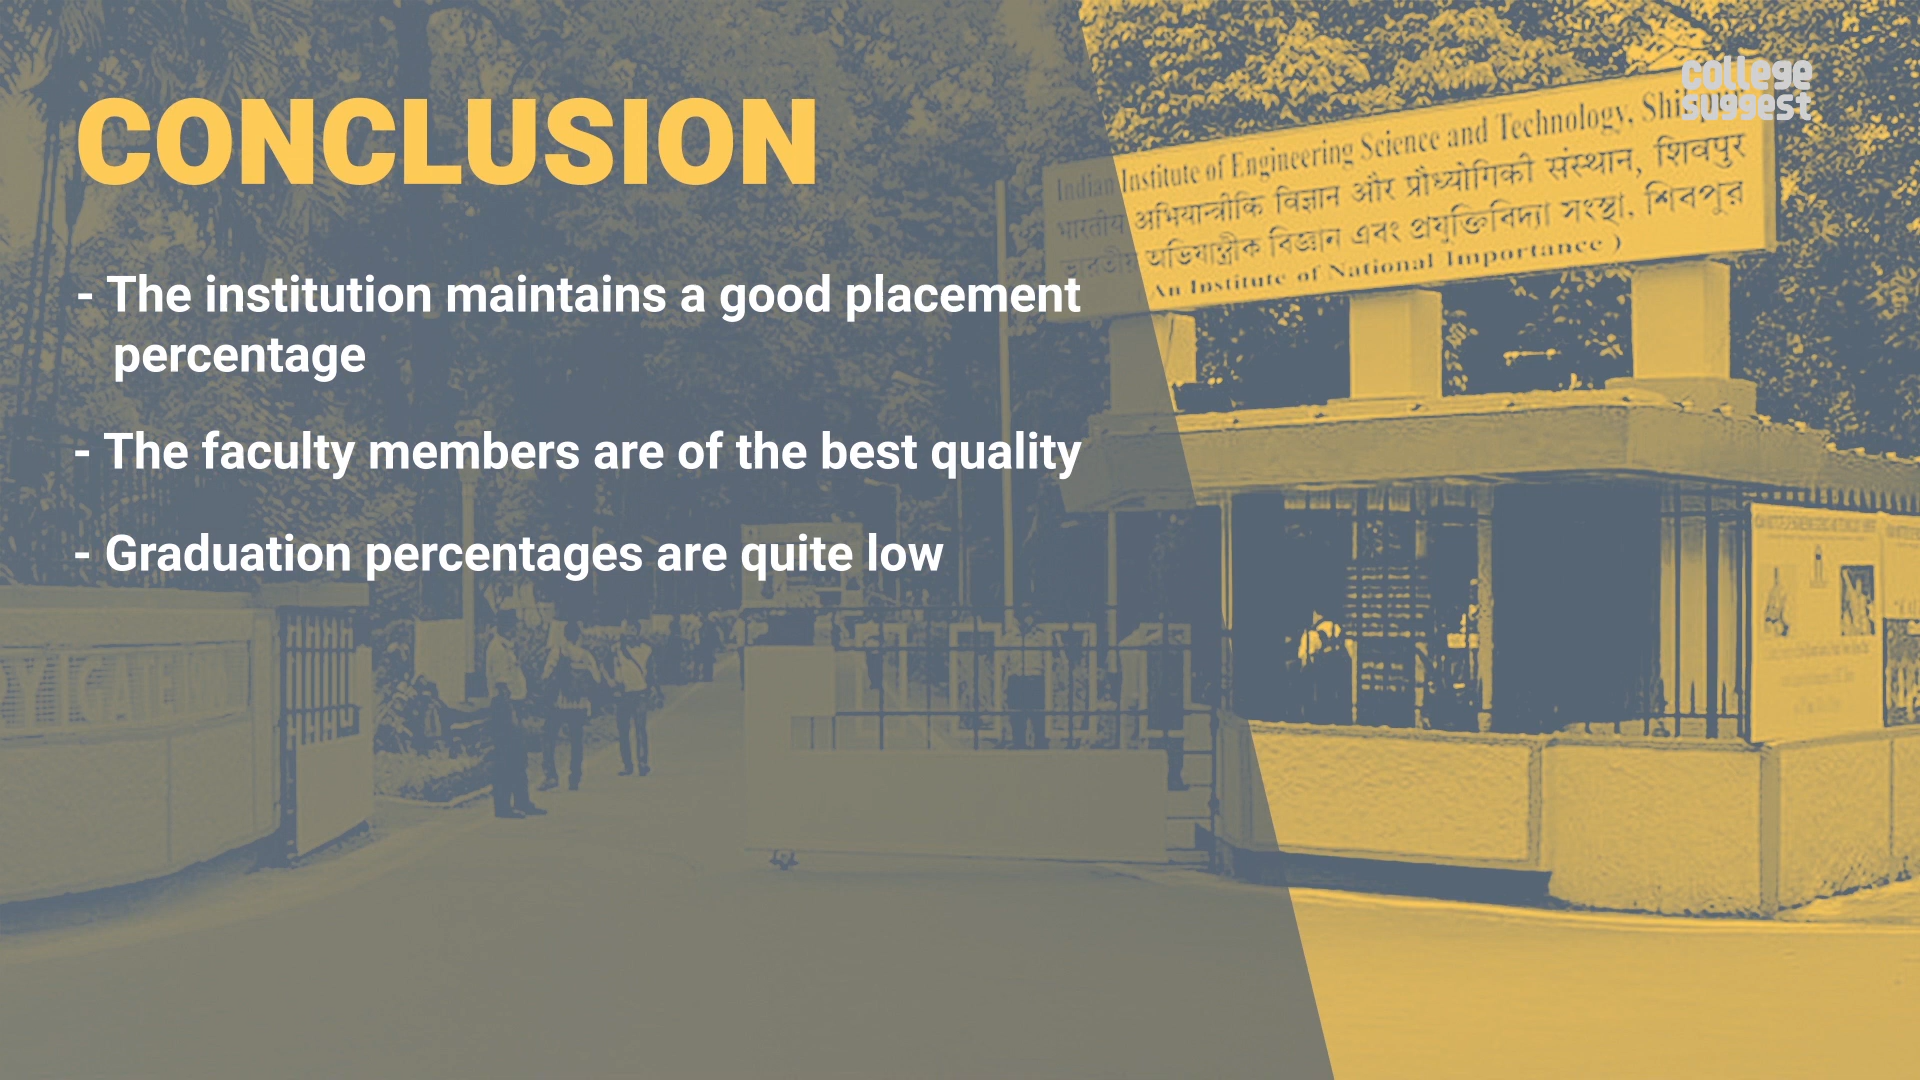 CONCLUSION
- The institution maintains a good placement
percentage
- The faculty members are of the best quality
- Graduation percentages are quite low
college
suggest
Indian Institute of Engineering Science and Technology,
भारतीय अभियान्त्रीकि विज्ञान और प्रौध्योगिकी संस्थान, शिवपुर
ভারতীয় অভিযান্ত্রীক বিজ্ঞান এবং প্রযুক্তিবিদ্যা সংস্থা, শিবপুর
An Institute of National Importance )